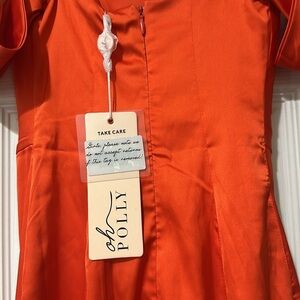 TAKE CARE
Girls, please note we
do not accept returns
if this tag is removed!
oh
POLLY